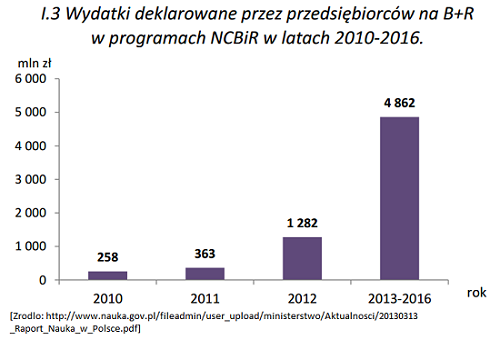 I.3 Wydatki deklarowane przez przedsiębiorców na B+R
w programach NCBiR w latach 2010-2016.
mln zł
6 000
5 000
4 000
3 000
2 000
1 000
0
258
363
1 282
4 862
2010
2011
2012
2013-2016
rok
[Zrodlo: http://www.nauka.gov.pl/fileadmin/user_upload/ministerstwo/Aktualnosci/20130313
_Raport_Nauka_w_Polsce.pdf]